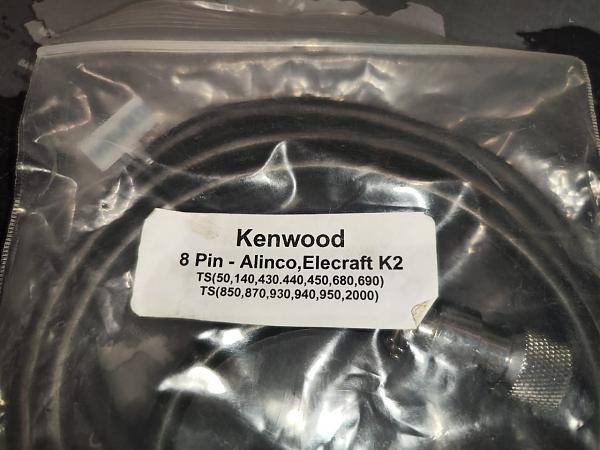 Kenwood
8 Pin - Alinco,Elecraft K2
TS(50,140,430.440,450,680,690)
TS(850,870,930,940,950,2000)